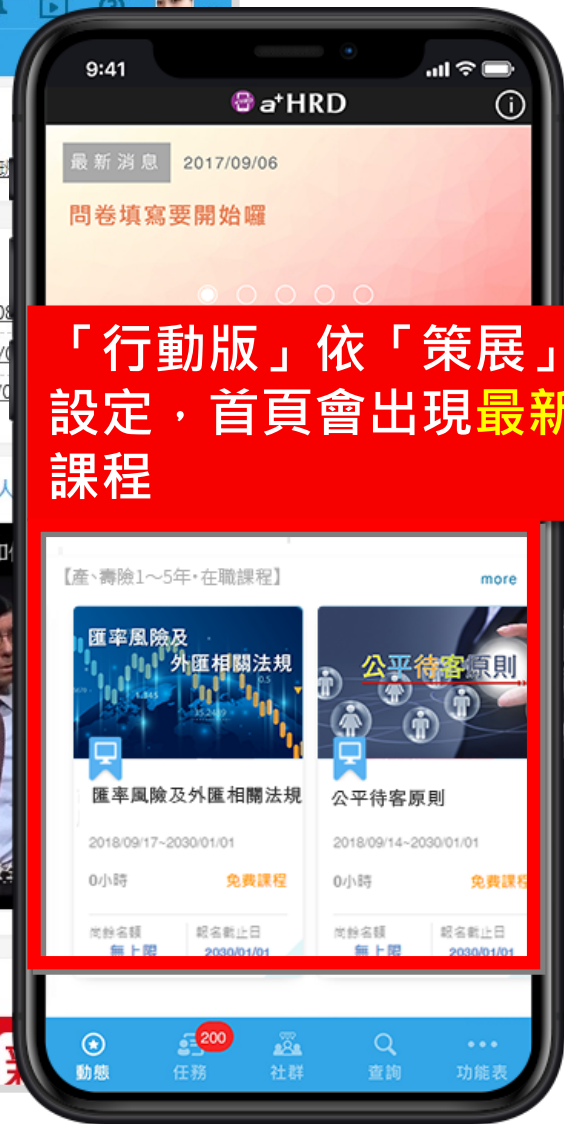 9:41
a+HRD
最新消息 2017/09/06
問卷填寫要開始囉
「行動版」依「策展」
設定，首頁會出現最新
課程
【產、壽險1～5年・在職課程】
more
匯率風險及
外匯相關法規
公平待客原則
匯率風險及外匯相關法規
公平待客原則
2018/09/17~2030/01/01
2018/09/14~2030/01/01
0小時 免費課程
0小時 免費課程
尚餘名額 報名截止日
無上限 2030/01/01
尚餘名額 報名截止日
無上限 2030/01/01
200
動態 任務 社群 查詢 功能表